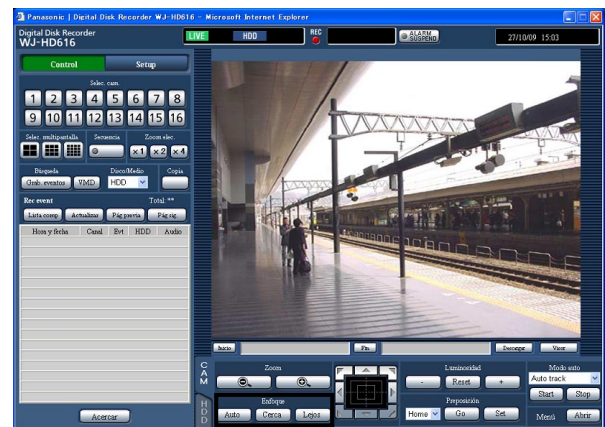 Panasonic | Digital Disk Recorder WJ-HD616 - Microsoft Internet Explorer
Digital Disk Recorder
WJ-HD616
LIVE HDD REC ALARM SUSPEND 27/10/09 15:03
Control Setup
Selec. cam.
1 2 3 4 5 6 7 8
9 10 11 12 13 14 15 16
Selec. multipantalla Secuencia Zoom elec.
x1 x2 x4
Búsqueda Disco/Medio Copia
Grab. eventos VMD HDD
Rec event Total: **
Lista comp Actualizar Pág previa Pág sig.
Hora y fecha Canal Evt HDD Audio
Acercar
Inicio Fin Descargar Visor
CAM
HDD
Zoom
Enfoque
Auto Cerca Lejos
Luminosidad
- Reset +
Preposición
Home Go Set
Modo auto
Auto track
Start Stop
Menú Abrir